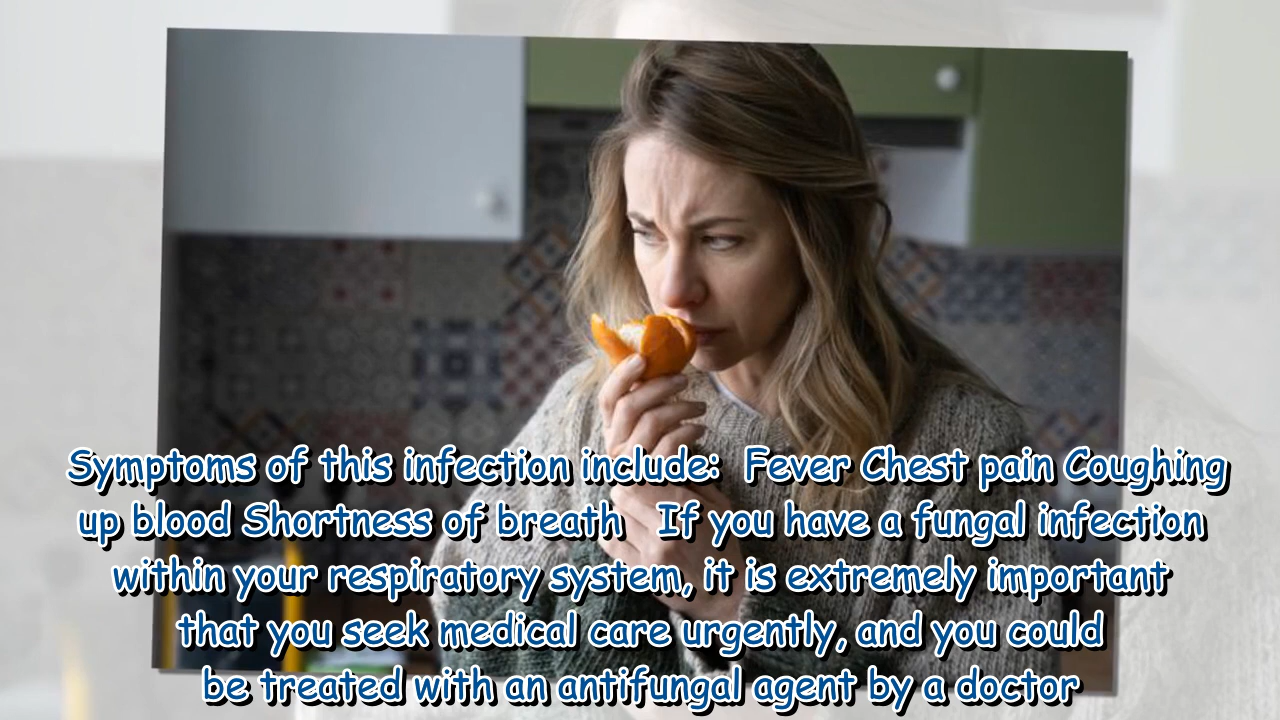 Symptoms of this infection include:  Fever Chest pain Coughing
up blood Shortness of breath   If you have a fungal infection
within your respiratory system, it is extremely important
that you seek medical care urgently, and you could
be treated with an antifungal agent by a doctor